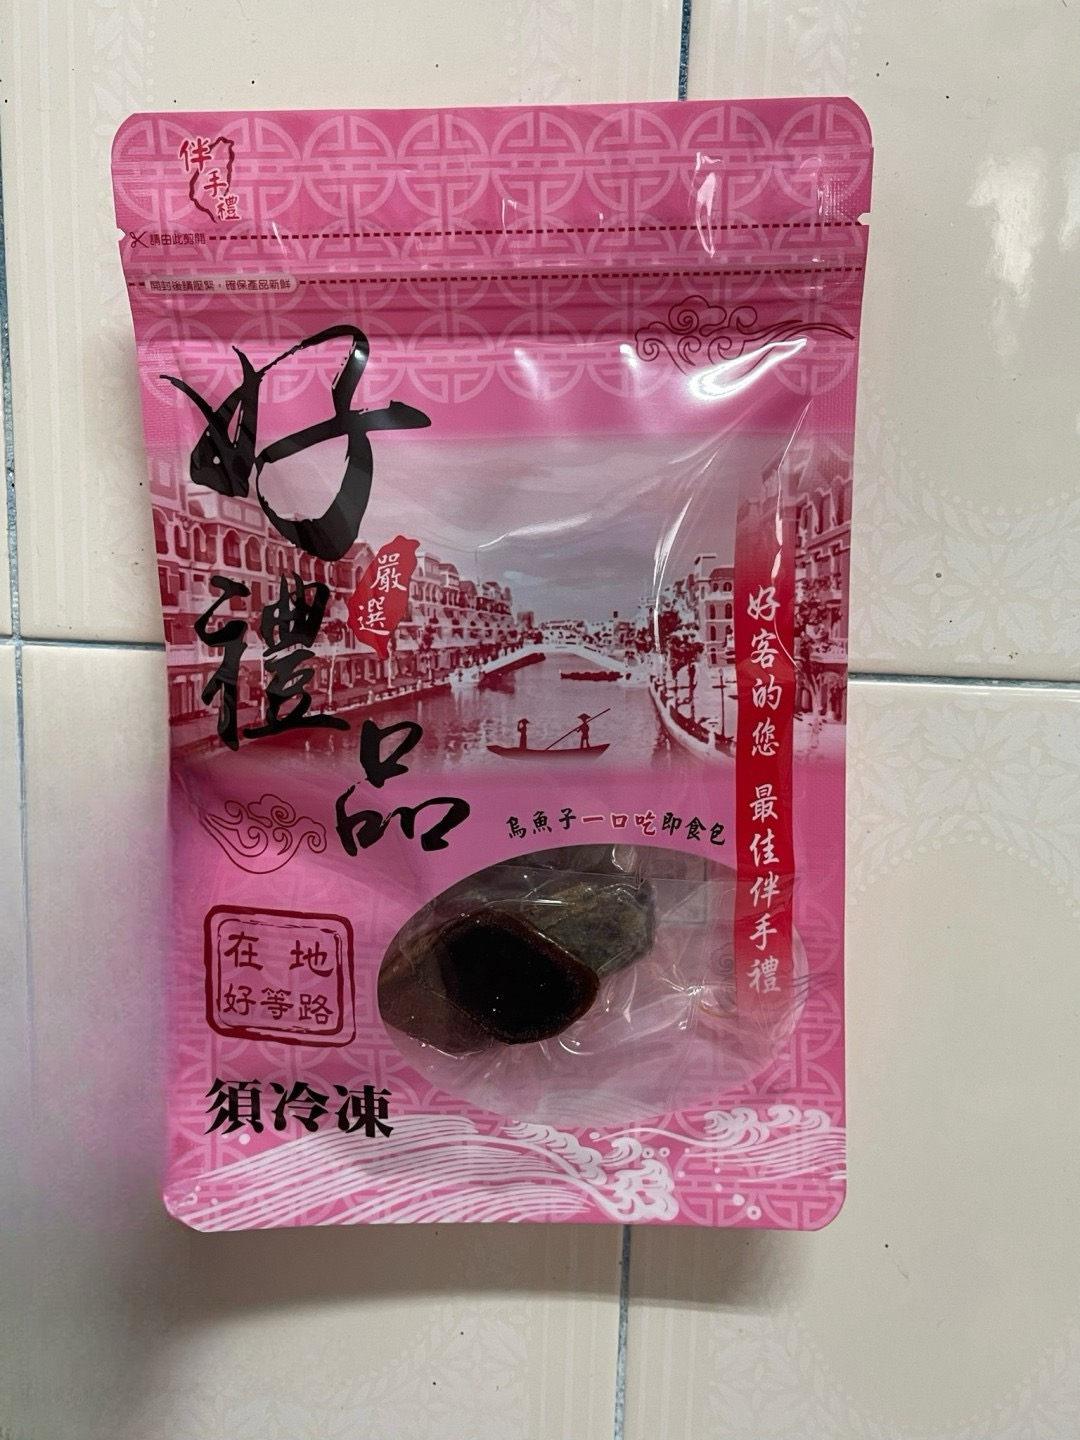 伴手禮
請由此剪開
開封後請壓緊，確保產品新鮮
好禮品
嚴選
好客的您 最佳伴手禮
烏魚子一口吃即食包
在地
好等路
須冷凍